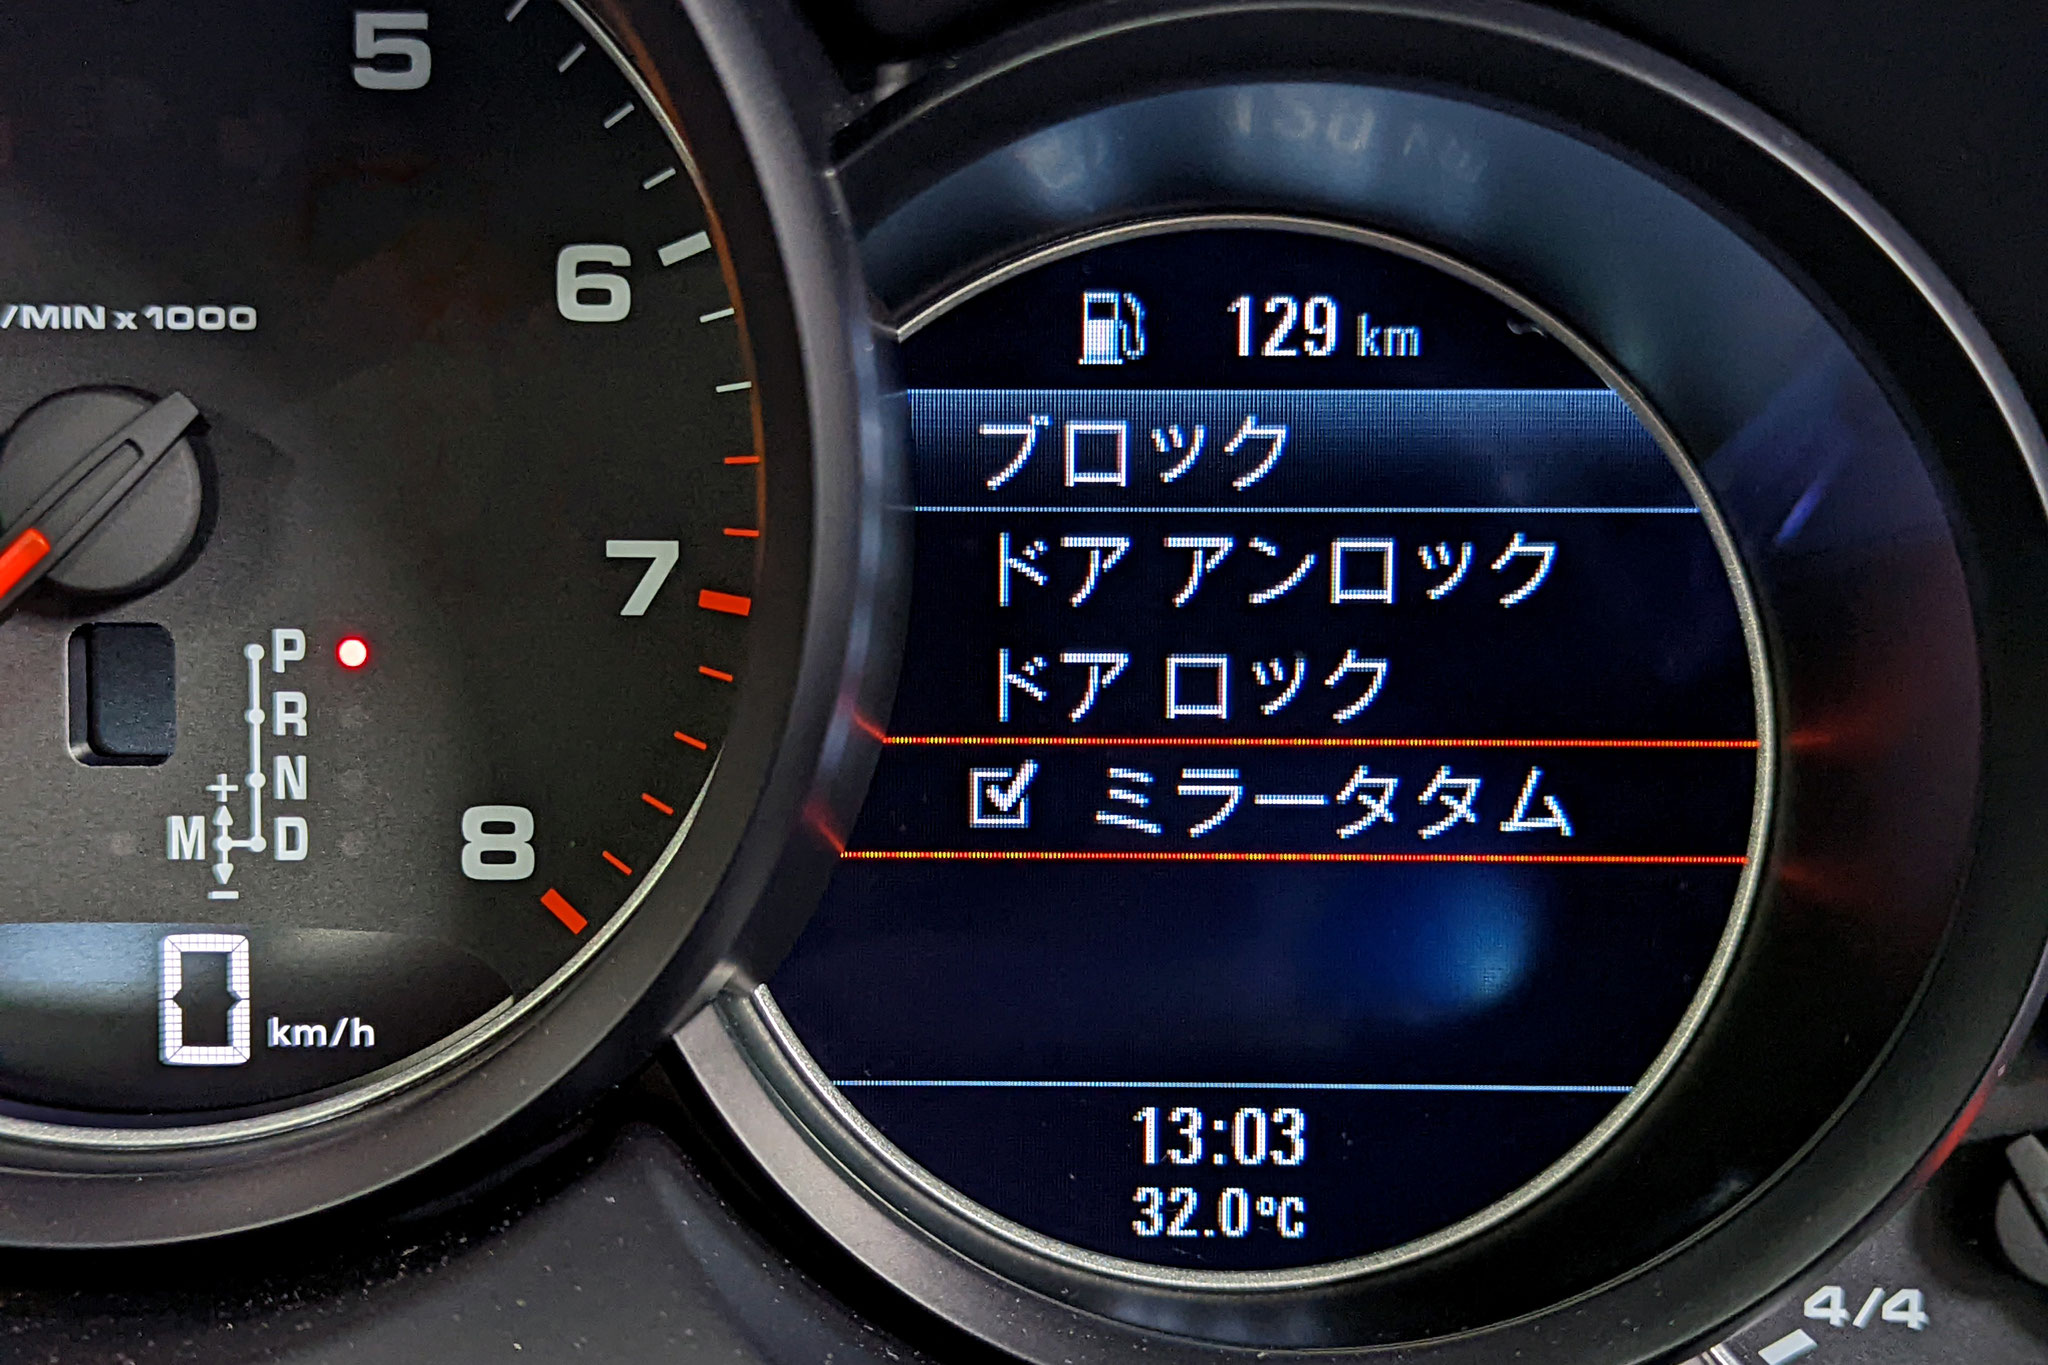 5
6
/MIN x 1000
7
P
R
N
+
M D
−
8
0 km/h
129 km
ブロック
ドア アンロック
ドア ロック
ミラータタム
13:03
32.0°C
4/4